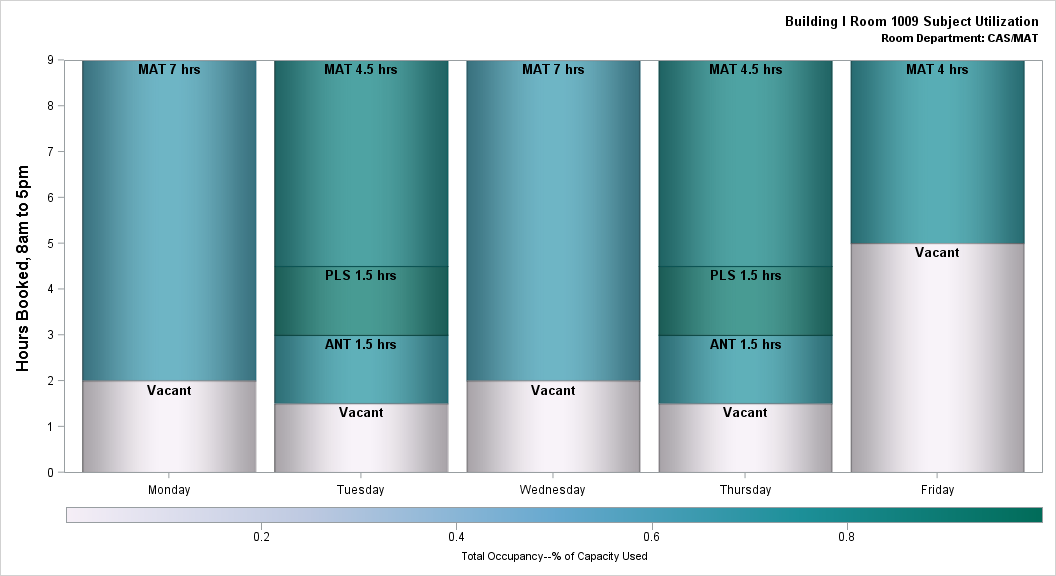 Building I Room 1009 Subject Utilization
Room Department: CAS/MAT
Hours Booked, 8am to 5pm
9
8
7
6
5
4
3
2
1
0
MAT 7 hrs
Vacant
MAT 4.5 hrs
PLS 1.5 hrs
ANT 1.5 hrs
Vacant
MAT 7 hrs
Vacant
MAT 4.5 hrs
PLS 1.5 hrs
ANT 1.5 hrs
Vacant
MAT 4 hrs
Vacant
Monday Tuesday Wednesday Thursday Friday
0.2 0.4 0.6 0.8
Total Occupancy--% of Capacity Used